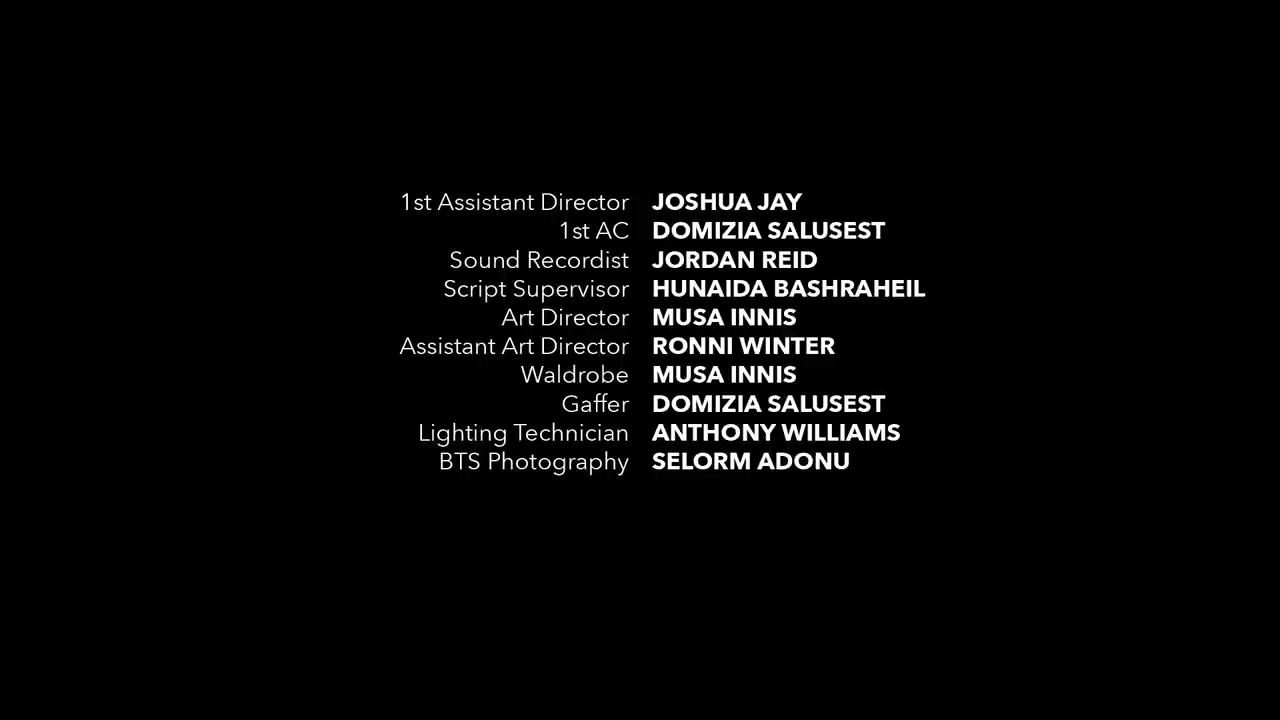 1st Assistant Director JOSHUA JAY
1st AC DOMIZIA SALUSEST
Sound Recordist JORDAN REID
Script Supervisor HUNAIDA BASHRAHEIL
Art Director MUSA INNIS
Assistant Art Director RONNI WINTER
Waldrobe MUSA INNIS
Gaffer DOMIZIA SALUSEST
Lighting Technician ANTHONY WILLIAMS
BTS Photography SELORM ADONU